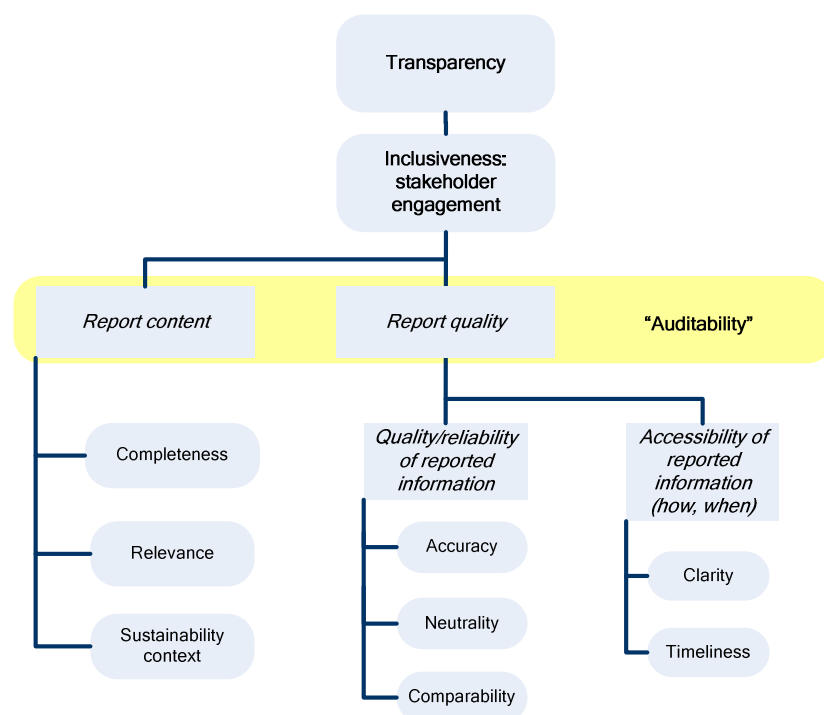 Transparency
Inclusiveness:
stakeholder
engagement
Report content
Report quality
“Auditability”
Completeness
Relevance
Sustainability
context
Quality/reliability
of reported
information
Accuracy
Neutrality
Comparability
Accessibility of
reported
information
(how, when)
Clarity
Timeliness